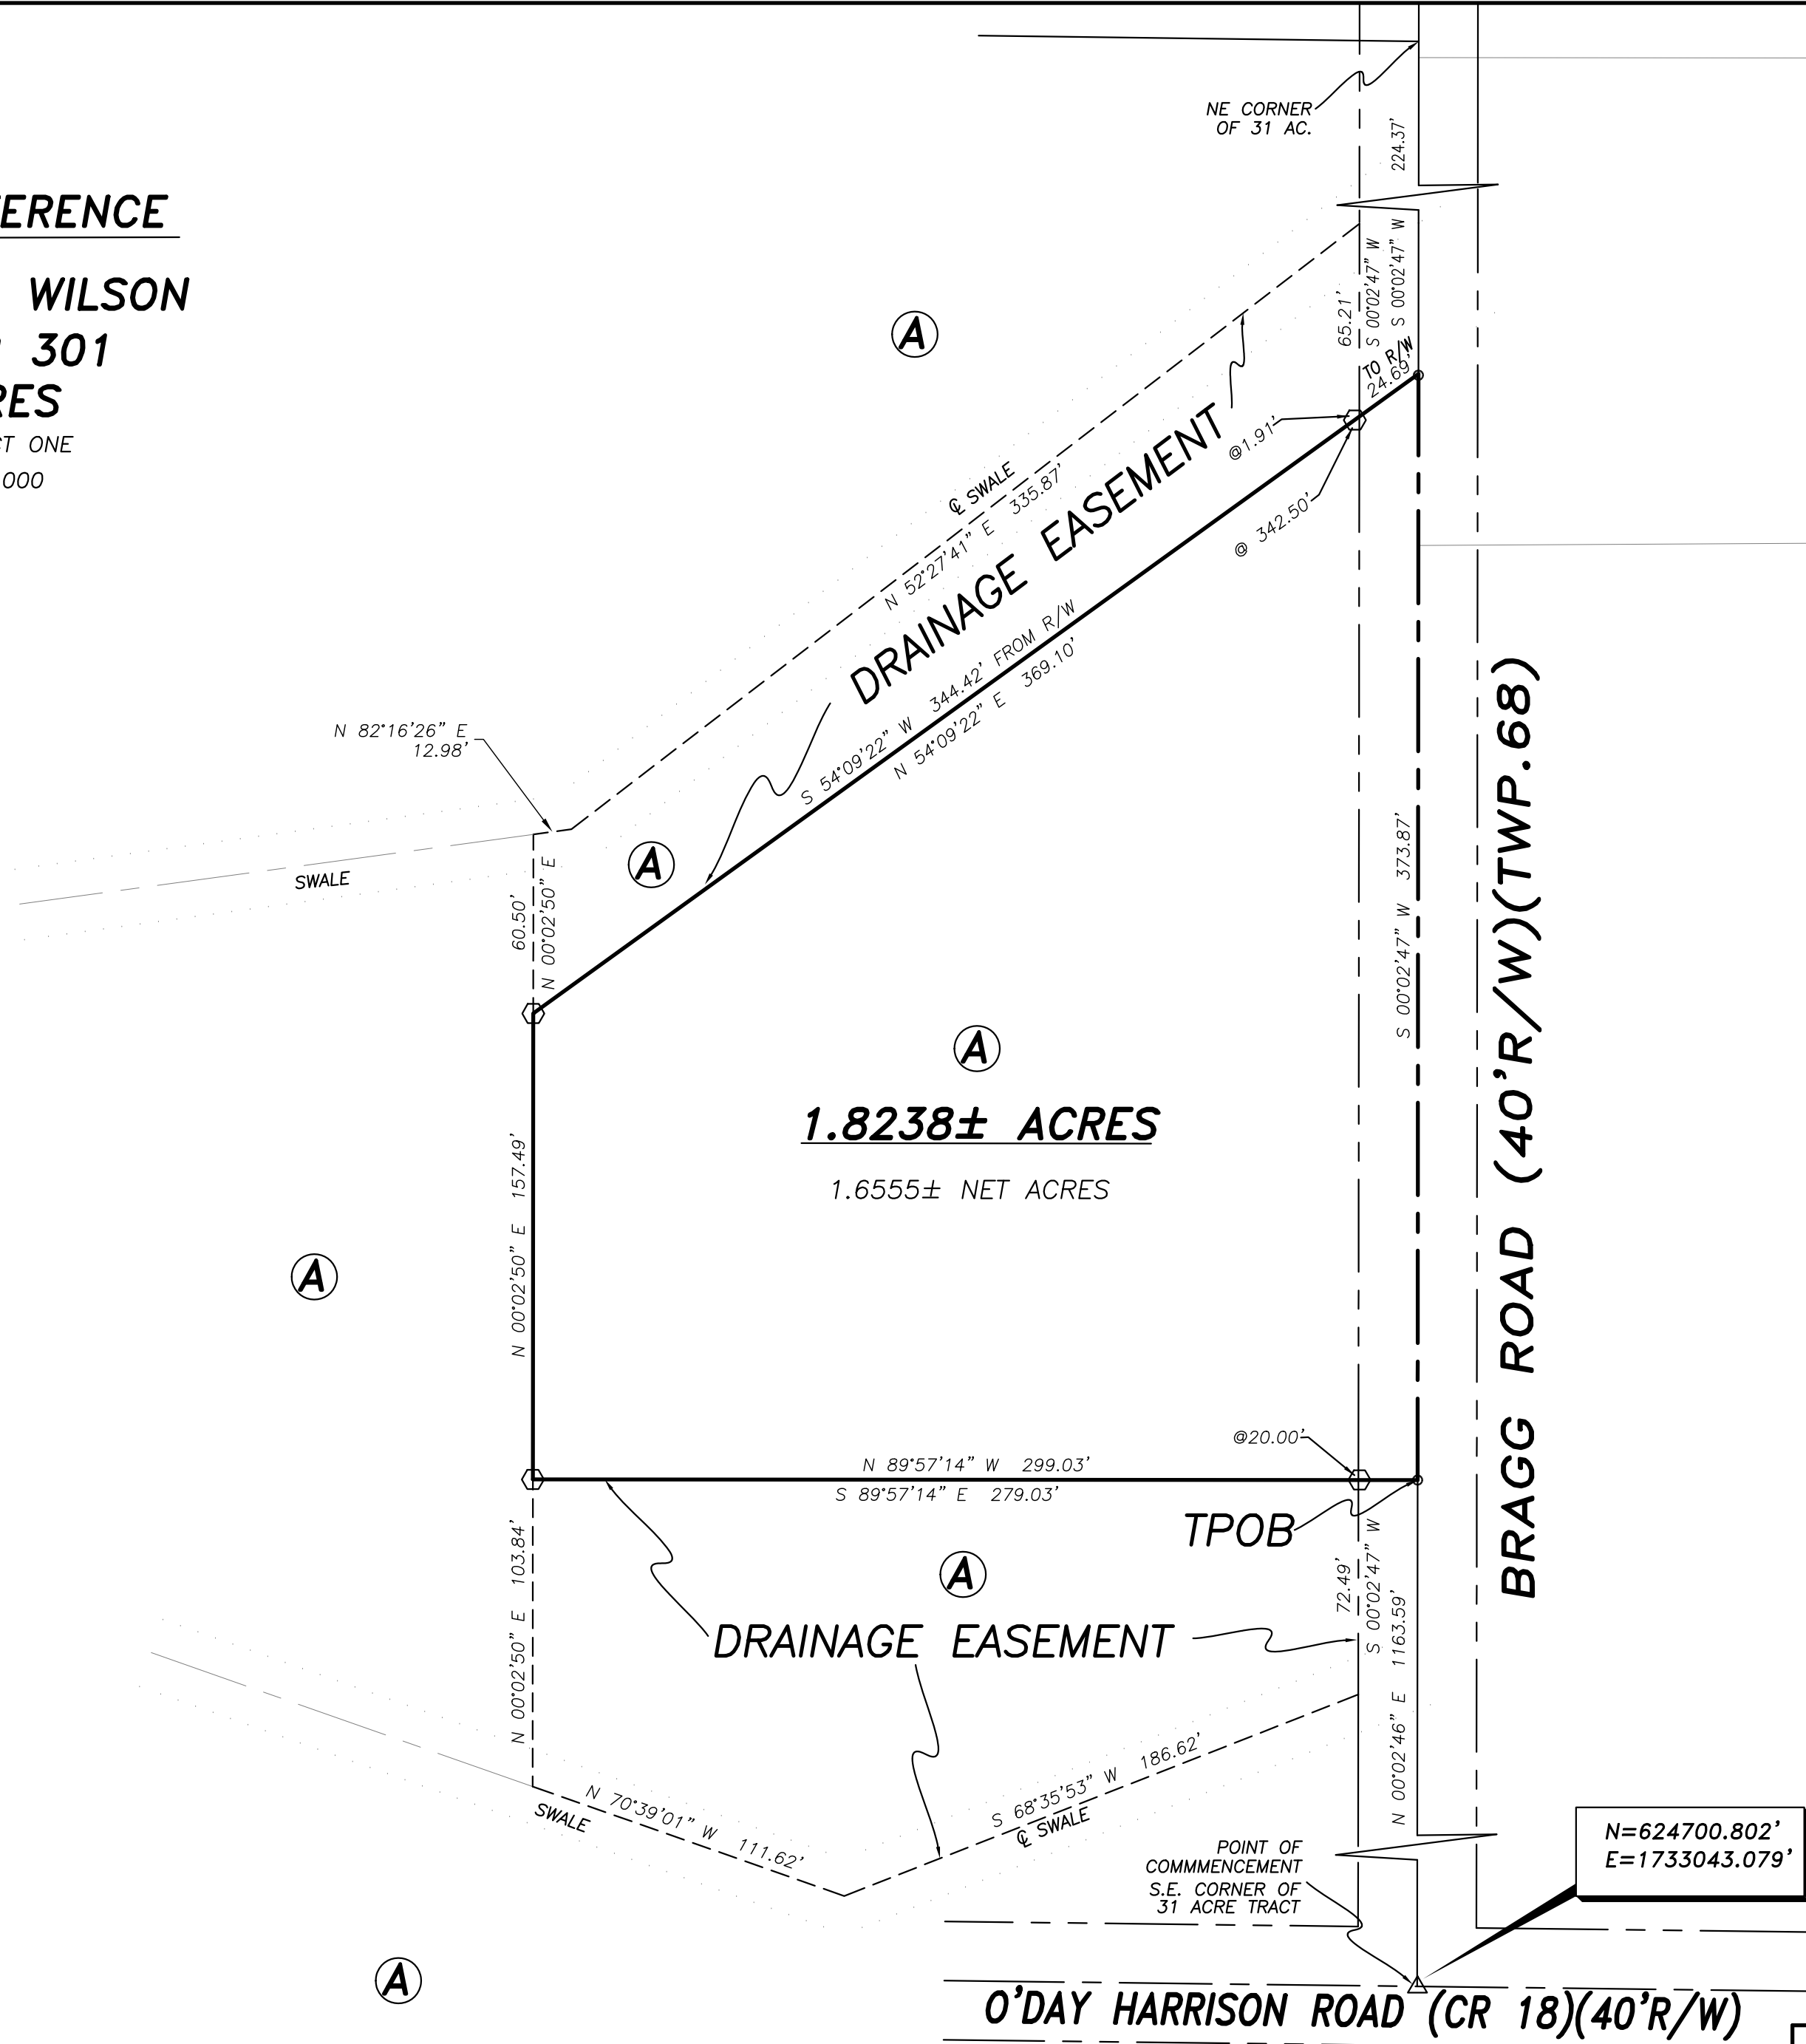 NE CORNER
OF 31 AC.
224.37'
S 00°02'47" W
S 00°02'47" W
65.21'
ERENCE
WILSON
301
RES
CT ONE
000
A
TO R/W
24.69'
@1.91'
@ 342.50'
℄ SWALE
N 52°27'41" E 335.87'
DRAINAGE EASEMENT
S 54°09'22" W 344.42' FROM R/W
N 54°09'22" E 369.10'
N 82°16'26" E
12.98'
SWALE
60.50'
N 00°02'50" E
A
S 00°02'47" W 373.87'
BRAGG ROAD (40'R/W)(TWP.68)
A
1.8238± ACRES
1.6555± NET ACRES
N 00°02'50" E 157.49'
A
@20.00'
N 89°57'14" W 299.03'
S 89°57'14" E 279.03'
TPOB
N 00°02'50" E 103.84'
A
72.49'
S 00°02'47" W
DRAINAGE EASEMENT
N 00°02'46" E 1163.59'
N 70°39'01" W 111.62'
SWALE
S 68°35'53" W 186.62'
℄ SWALE
POINT OF
COMMMENCEMENT
S.E. CORNER OF
31 ACRE TRACT
N=624700.802'
E=1733043.079'
A
O'DAY HARRISON ROAD (CR 18)(40'R/W)